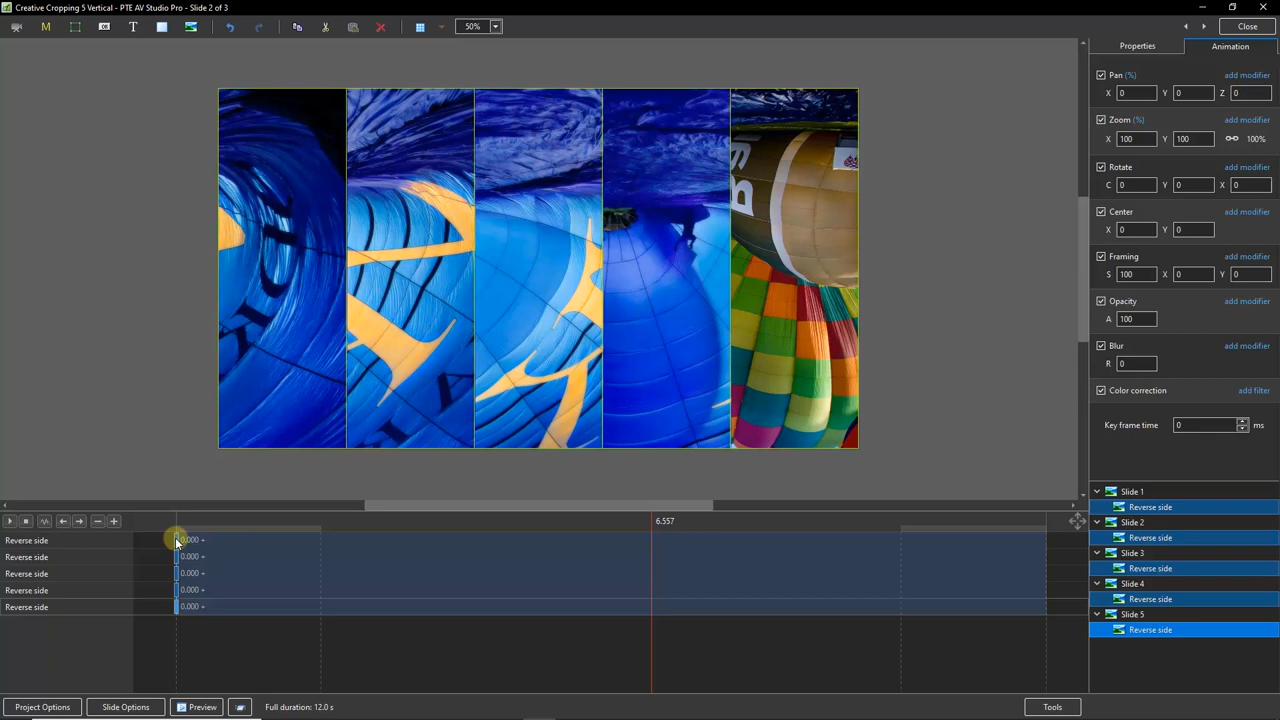 Creative Cropping 5 Vertical - PTE AV Studio Pro - Slide 2 of 3
M OK T 50% Close
Properties Animation
Pan (%) add modifier
X 0 Y 0 Z 0
Zoom (%) add modifier
X 100 Y 100 100%
Rotate add modifier
C 0 Y 0 X 0
Center add modifier
X 0 Y 0
Framing add modifier
S 100 X 0 Y 0
Opacity add modifier
A 100
Blur add modifier
R 0
Color correction add filter
Key frame time 0 ms
Slide 1
Reverse side
Slide 2
Reverse side
Slide 3
Reverse side
Slide 4
Reverse side
Slide 5
Reverse side
6.557
Reverse side 0.000 +
Reverse side 0.000 +
Reverse side 0.000 +
Reverse side 0.000 +
Reverse side 0.000 +
Project Options Slide Options Preview Full duration: 12.0 s Tools